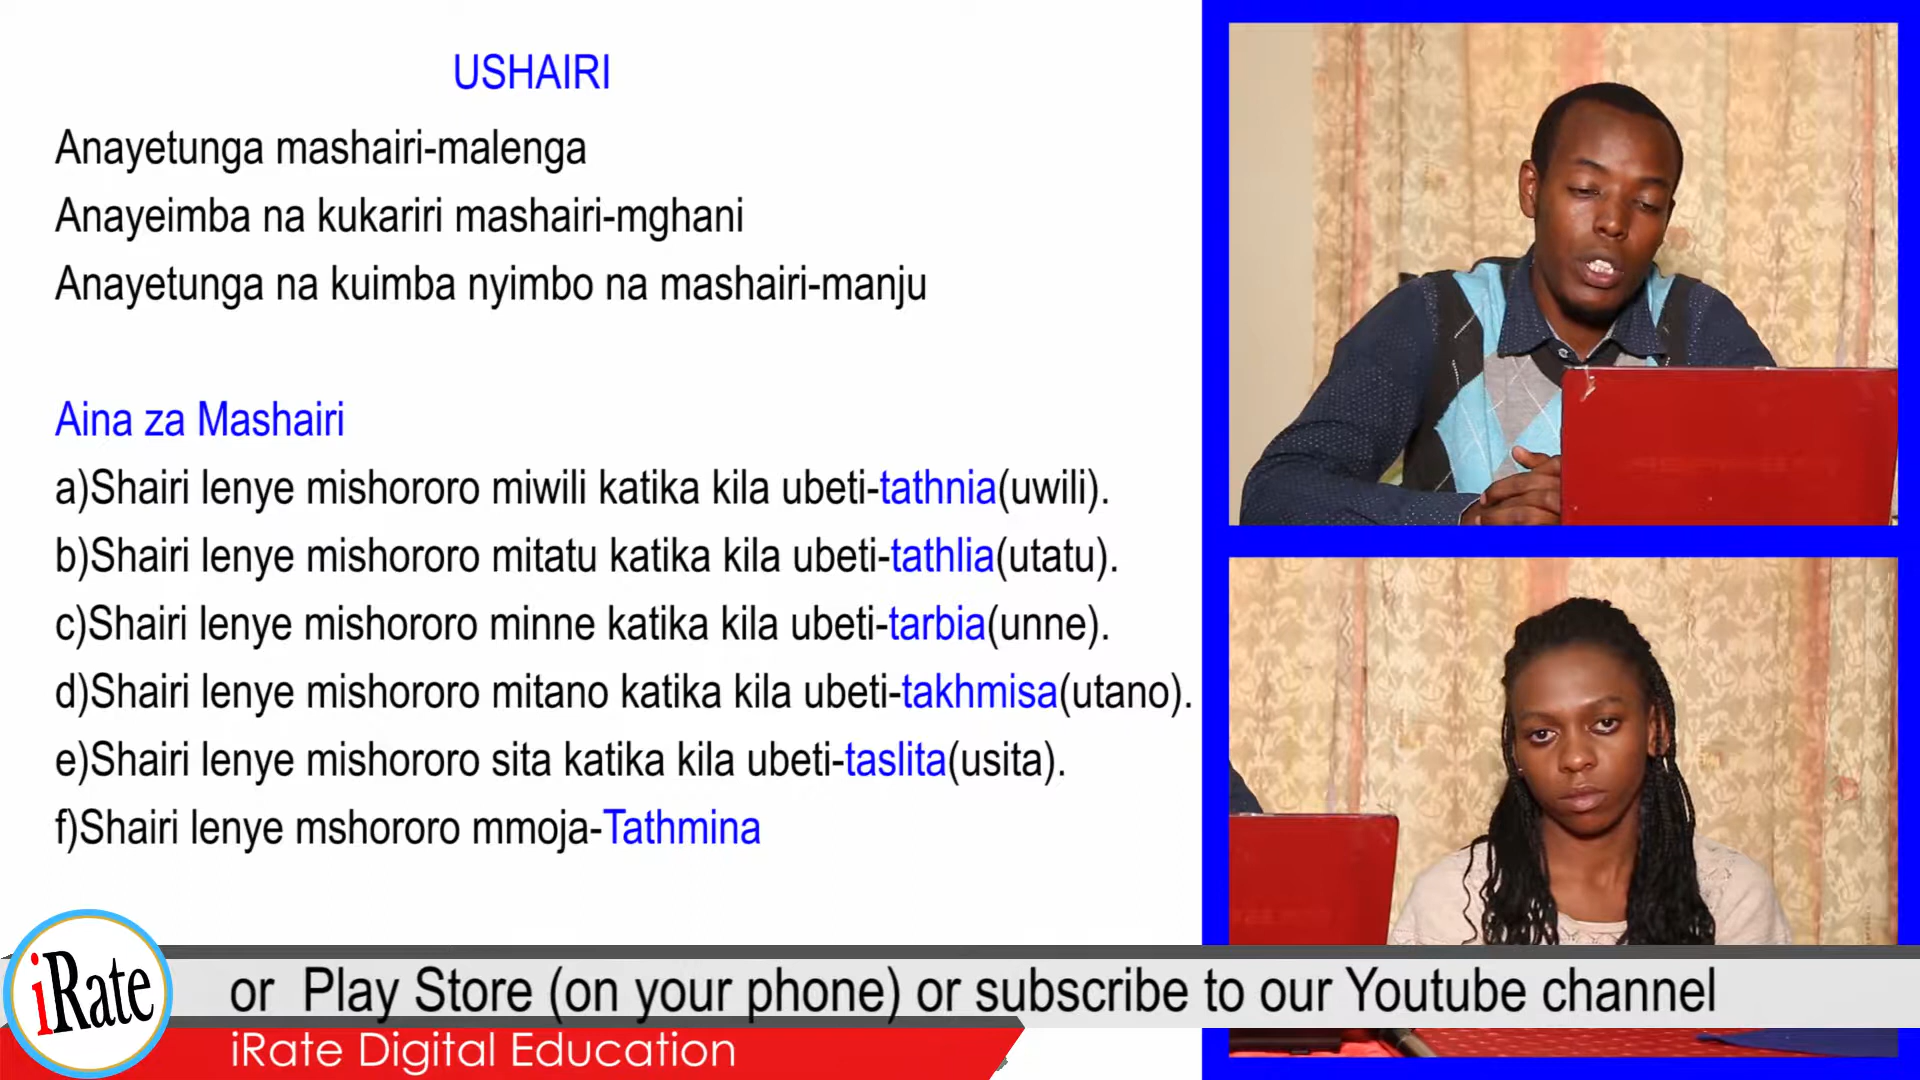 USHAIRI
Anayetunga mashairi-malenga
Anayeimba na kukariri mashairi-mghani
Anayetunga na kuimba nyimbo na mashairi-manju
Aina za Mashairi
a)Shairi lenye mishororo miwili katika kila ubeti-tathnia(uwili).
b)Shairi lenye mishororo mitatu katika kila ubeti-tathlia(utatu).
c)Shairi lenye mishororo minne katika kila ubeti-tarbia(unne).
d)Shairi lenye mishororo mitano katika kila ubeti-takhmisa(utano).
e)Shairi lenye mishororo sita katika kila ubeti-taslita(usita).
f)Shairi lenye mshororo mmoja-Tathmina
iRate
or Play Store (on your phone) or subscribe to our Youtube channel
iRate Digital Education